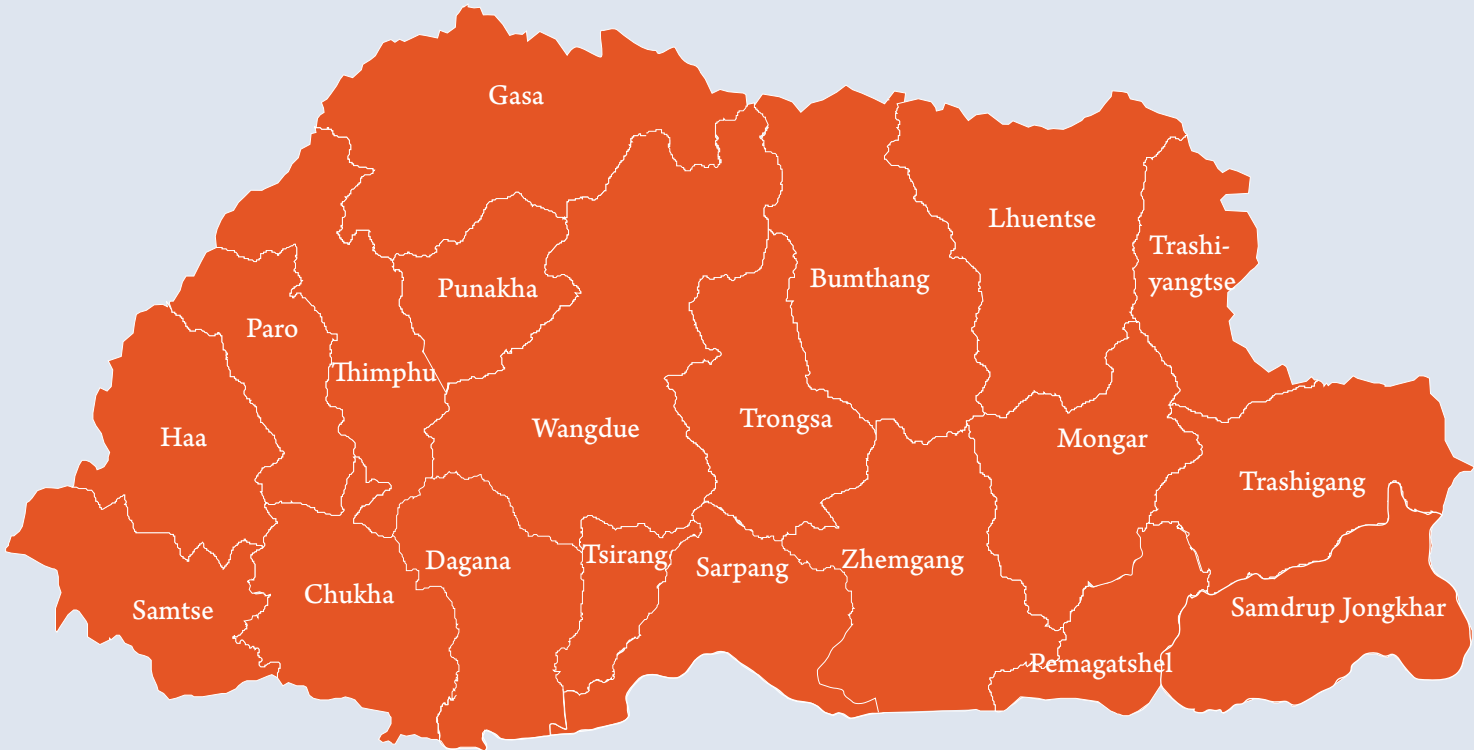 Gasa
Lhuentse
Trashi-
yangtse
Bumthang
Punakha
Paro
Thimphu
Haa
Wangdue
Trongsa
Mongar
Trashigang
Dagana
Tsirang
Sarpang
Zhemgang
Chukha
Samtse
Samdrup Jongkhar
Pemagatshel